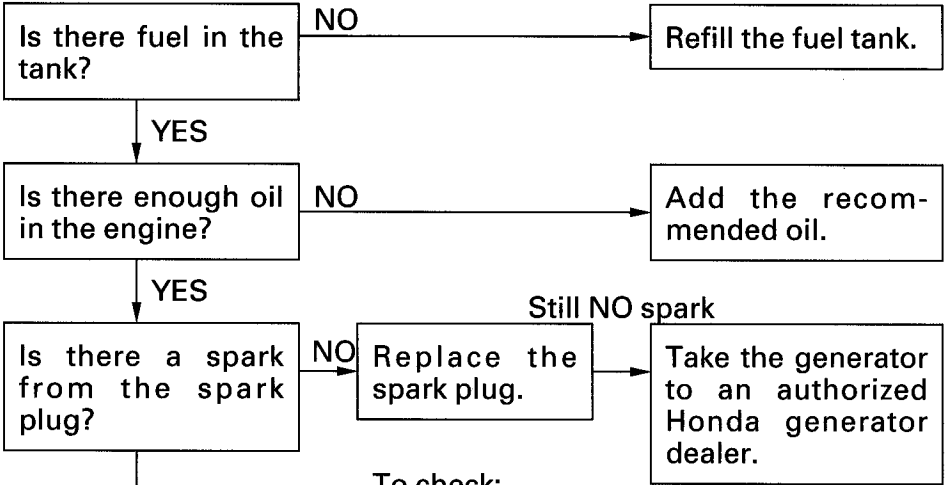 Is there fuel in the
tank?
NO
Refill the fuel tank.
YES
Is there enough oil
in the engine?
NO
Add the recom-
mended oil.
YES
Is there a spark
from the spark
plug?
NO
Replace the
spark plug.
Still NO spark
Take the generator
to an authorized
Honda generator
dealer.
To check: